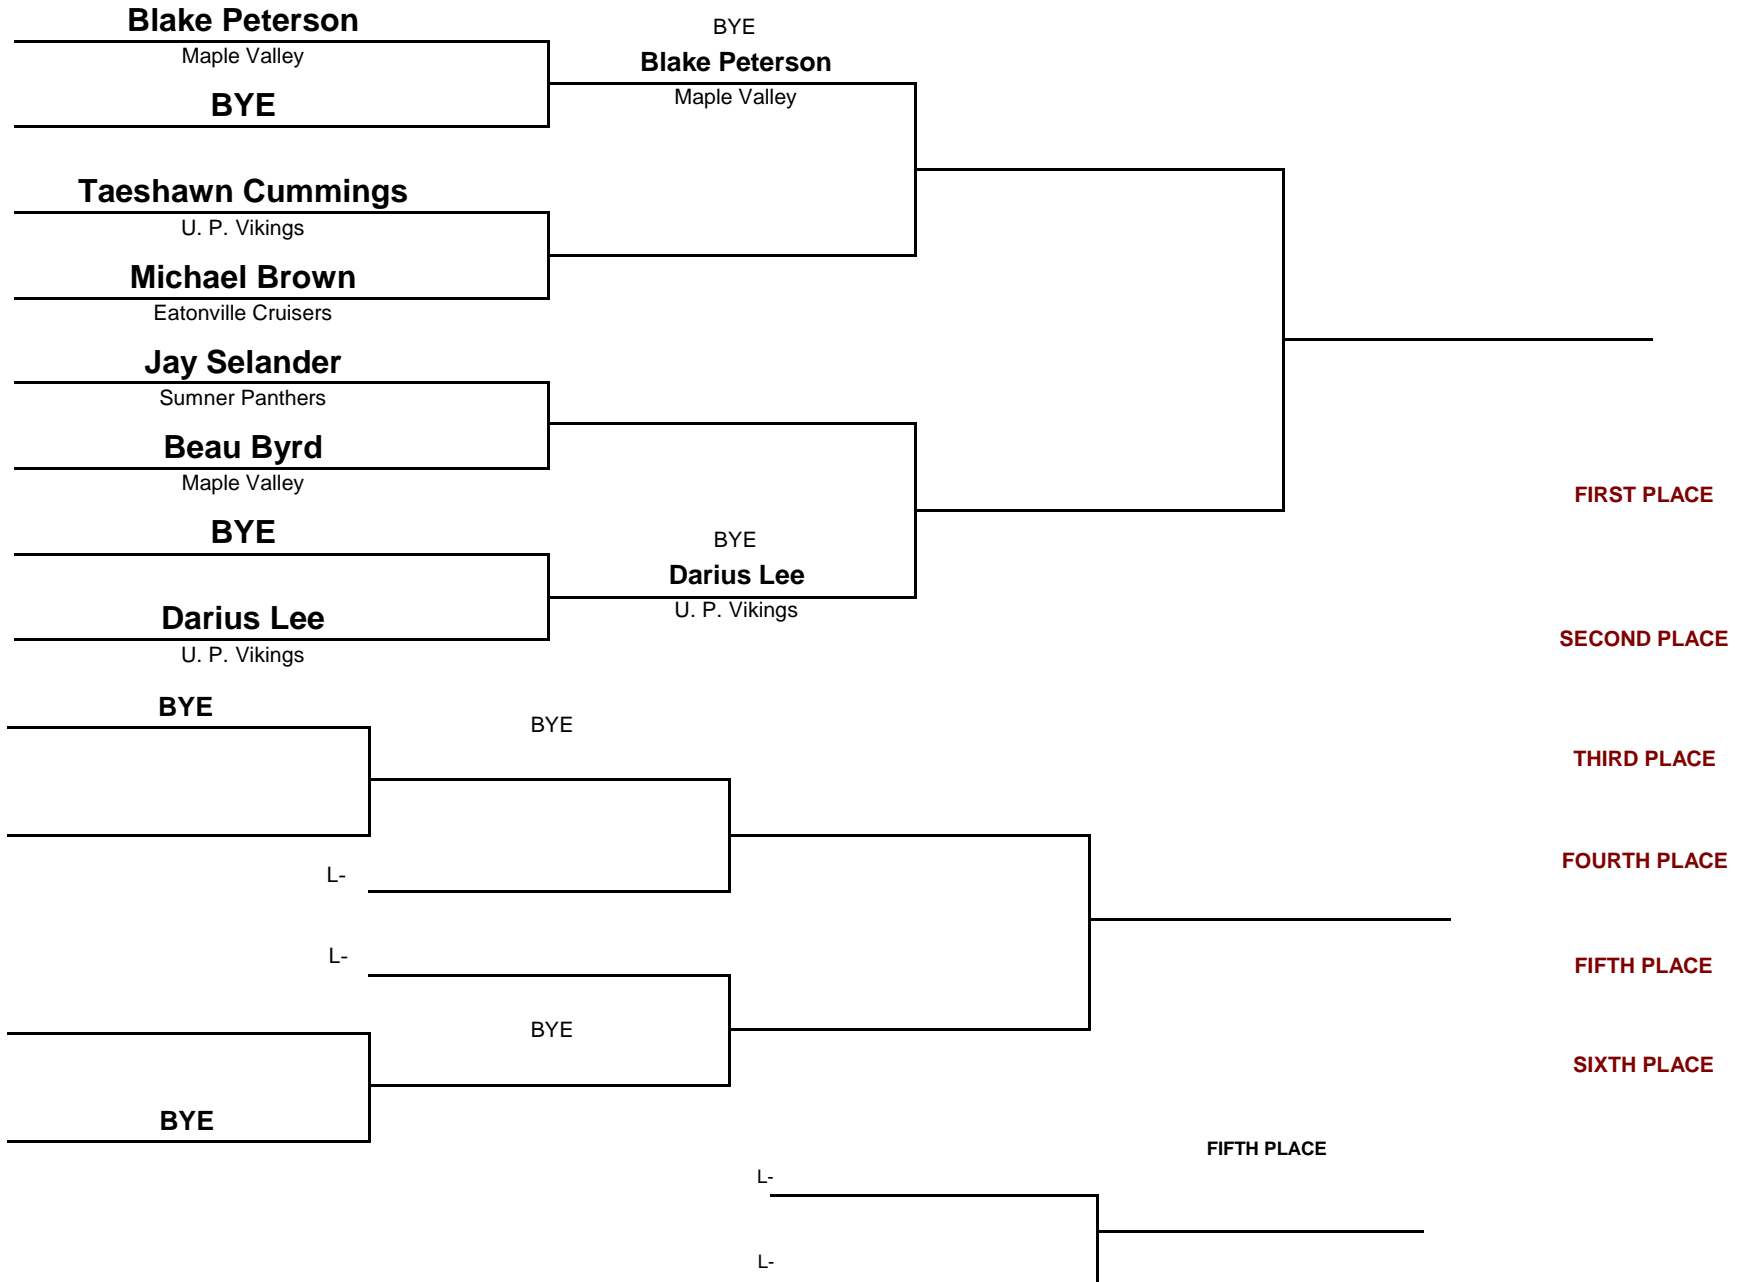 Blake Peterson
Maple Valley
BYE
BYE
Blake Peterson
Maple Valley
Taeshawn Cummings
U. P. Vikings
Michael Brown
Eatonville Cruisers
Jay Selander
Sumner Panthers
Beau Byrd
Maple Valley
BYE
BYE
Darius Lee
U. P. Vikings
Darius Lee
U. P. Vikings
FIRST PLACE
SECOND PLACE
THIRD PLACE
FOURTH PLACE
FIFTH PLACE
SIXTH PLACE
BYE
BYE
L-
L-
BYE
BYE
FIFTH PLACE
L-
L-